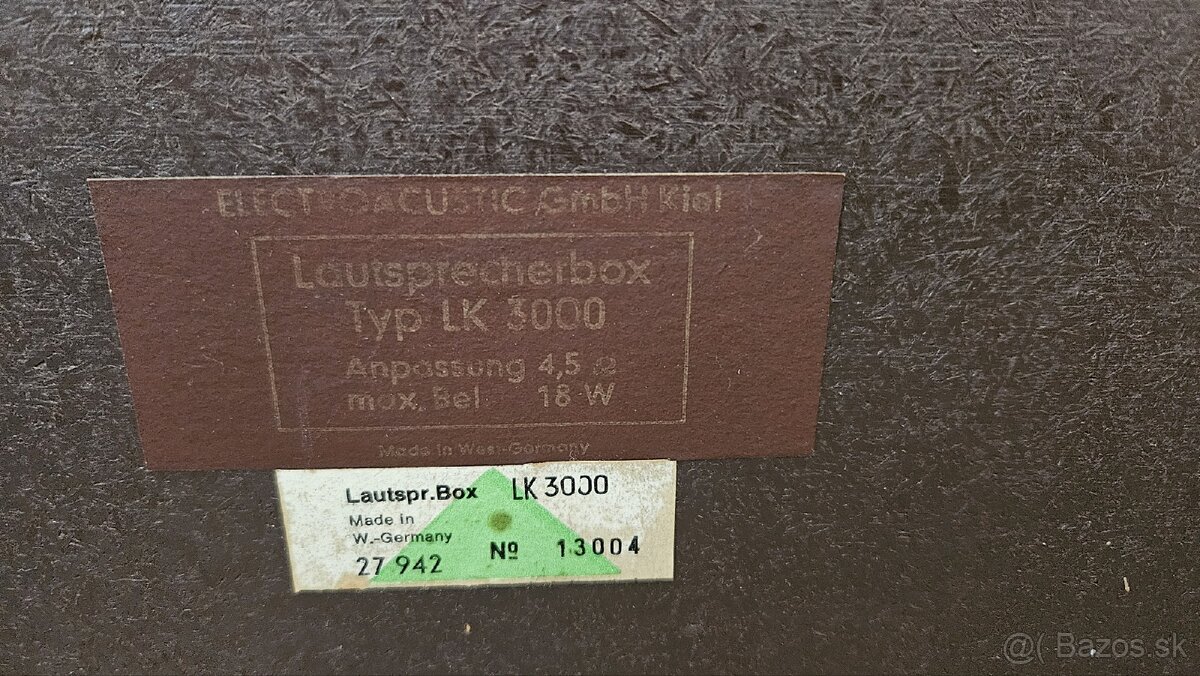 ELECTROACUSTIC GmbH Kiel
Lautsprecherbox
Typ LK 3000
Anpassung 4,5 Ω
max. Bel. 18 W
Made in West-Germany
Lautspr.Box LK 3000
Made in
W.-Germany
27 942 Nº 13004
@( Bazos.sk